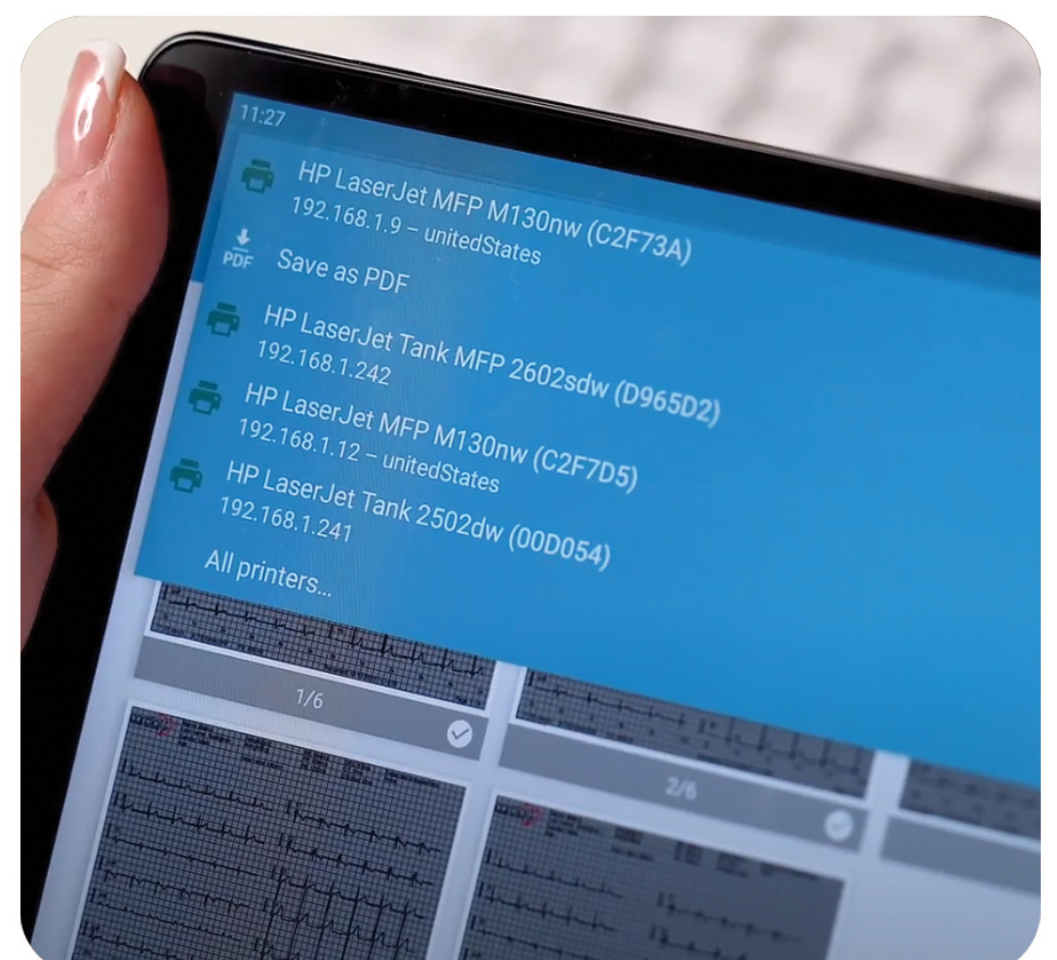 11:27
HP LaserJet MFP M130nw (C2F73A)
192.168.1.9 – unitedStates
PDF
Save as PDF
HP LaserJet Tank MFP 2602sdw (D965D2)
192.168.1.242
HP LaserJet MFP M130nw (C2F7D5)
192.168.1.12 – unitedStates
HP LaserJet Tank 2502dw (00D054)
192.168.1.241
All printers...
1/6
2/6